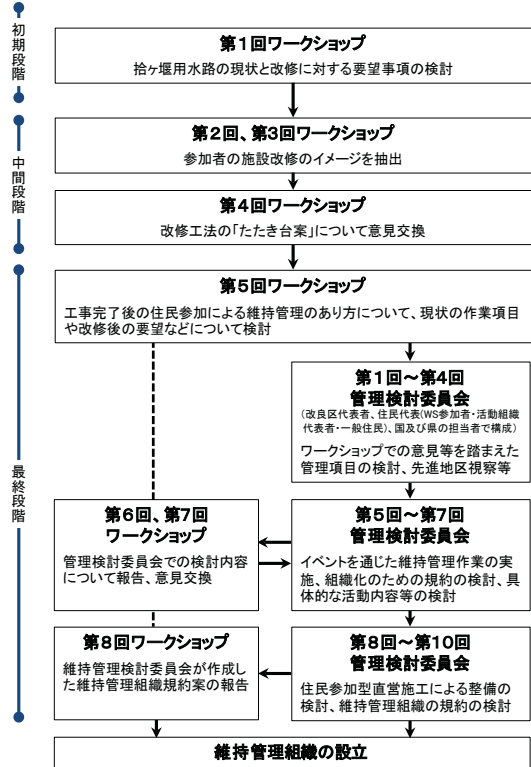 初期段階
第1回ワークショップ
拾ヶ堰用水路の現状と改修に対する要望事項の検討
中間段階
第2回、第3回ワークショップ
参加者の施設改修のイメージを抽出
第4回ワークショップ
改修工法の「たたき台案」について意見交換
最終段階
第5回ワークショップ
工事完了後の住民参加による維持管理のあり方について、現状の作業項目
や改修後の要望などについて検討
第1回～第4回
管理検討委員会
(改良区代表者、住民代表(WS参加者・活動組織
代表者・一般住民)、国及び県の担当者で構成)
ワークショップでの意見等を踏まえた
管理項目の検討、先進地区視察等
第6回、第7回
ワークショップ
管理検討委員会での検討内容
について報告、意見交換
第5回～第7回
管理検討委員会
イベントを通じた維持管理作業の実
施、組織化のための規約の検討、具
体的な活動内容等の検討
第8回ワークショップ
維持管理検討委員会が作成し
た維持管理組織規約案の報告
第8回～第10回
管理検討委員会
住民参加型直営施工による整備の
検討、維持管理組織の規約の検討
維持管理組織の設立